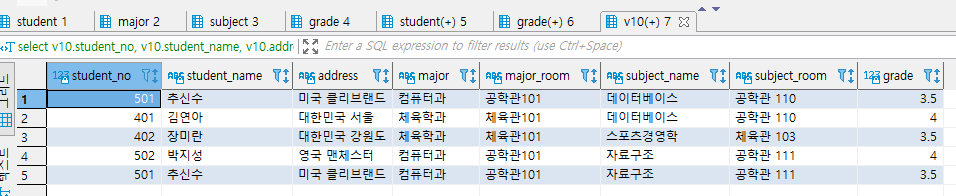 student 1 major 2 subject 3 grade 4 student(+) 5 grade(+) 6 v10(+) 7
select v10.student_no, v10.student_name, v10.addre Enter a SQL expression to filter results (use Ctrl+Space)
123 student_no ABC student_name ABC address ABC major ABC major_room ABC subject_name ABC subject_room 123 grade
1 501 추신수 미국 클리브랜드 컴퓨터과 공학관101 데이터베이스 공학관 110 3.5
2 401 김연아 대한민국 서울 체육학과 체육관101 데이터베이스 공학관 110 4
3 402 장미란 대한민국 강원도 체육학과 체육관101 스포츠경영학 체육관 103 3.5
4 502 박지성 영국 맨체스터 컴퓨터과 공학관101 자료구조 공학관 111 4
5 501 추신수 미국 클리브랜드 컴퓨터과 공학관101 자료구조 공학관 111 3.5